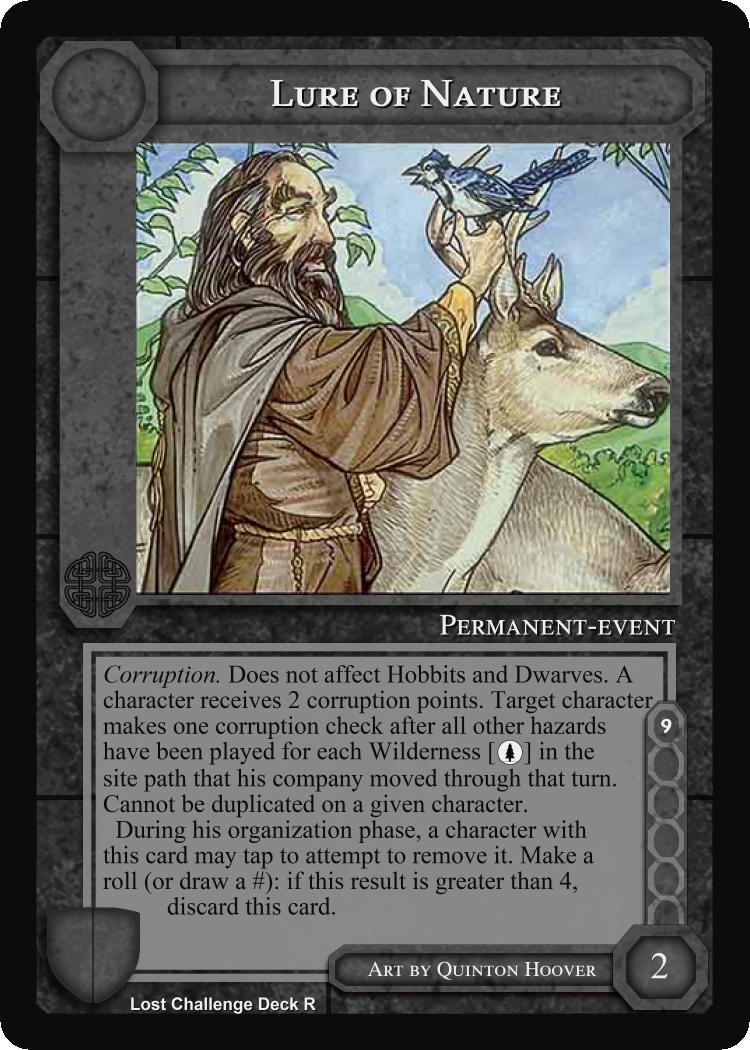 LURE OF NATURE
PERMANENT-EVENT
Corruption. Does not affect Hobbits and Dwarves. A
character receives 2 corruption points. Target character
makes one corruption check after all other hazards
have been played for each Wilderness [ ] in the
site path that his company moved through that turn.
Cannot be duplicated on a given character.
During his organization phase, a character with
this card may tap to attempt to remove it. Make a
roll (or draw a #): if this result is greater than 4,
discard this card.
9
ART BY QUINTON HOOVER
2
Lost Challenge Deck R